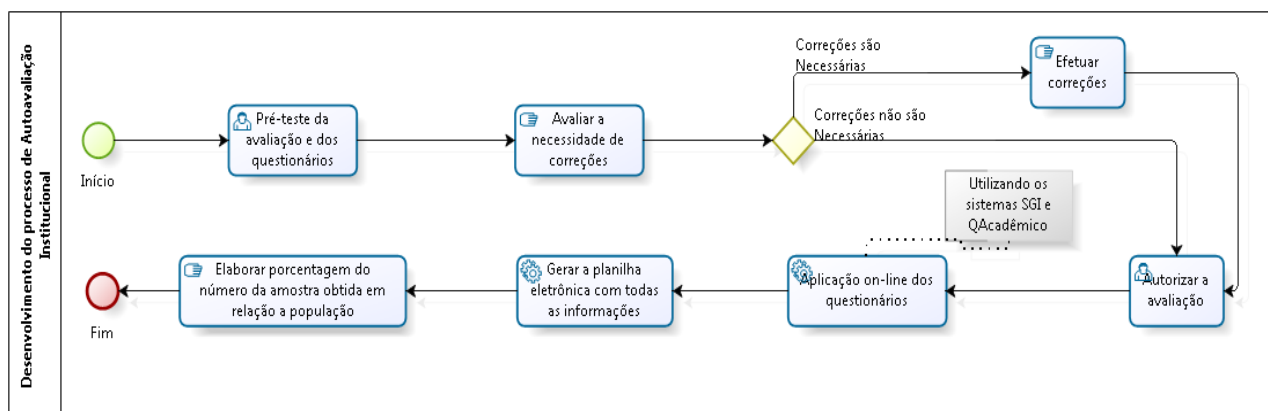 Desenvolvimento do processo de Autoavaliação
Institucional
Início
Pré-teste da
avaliação e dos
questionários
Avaliar a
necessidade de
correções
Correções são
Necessárias
Efetuar
correções
Correções não são
Necessárias
Utilizando os
sistemas SGI e
QAcadêmico
Autorizar a
avaliação
Aplicação on-line dos
questionários
Gerar a planilha
eletrônica com todas
as informações
Elaborar porcentagem do
número da amostra obtida em
relação a população
Fim